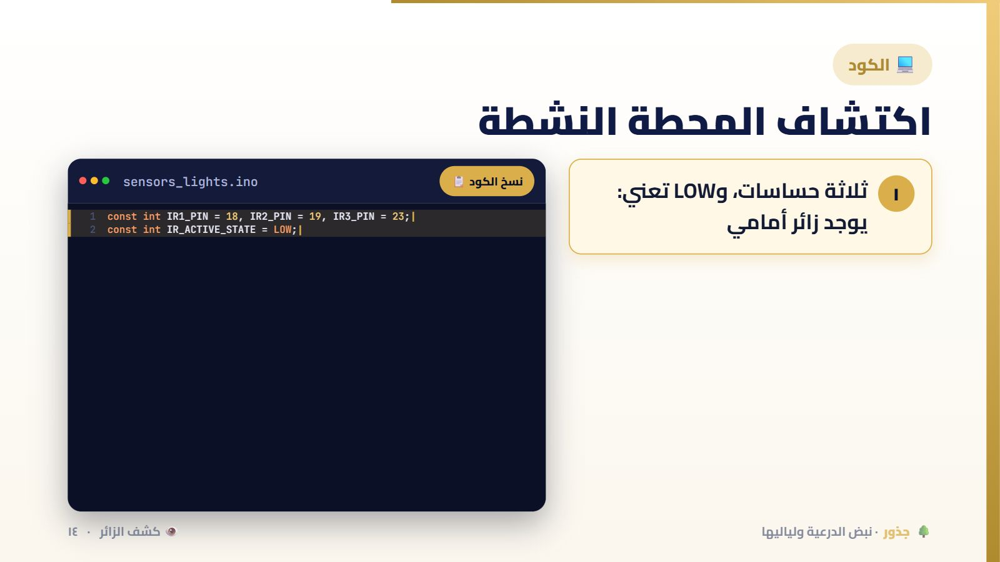 الكود
اكتشاف المحطة النشطة
١
ثلاثة حساسات، وLOW تعني:
يوجد زائر أمامي
sensors_lights.ino
نسخ الكود
1 const int IR1_PIN = 18, IR2_PIN = 19, IR3_PIN = 23;
2 const int IR_ACTIVE_STATE = LOW;
جذور · نبض الدرعية ولياليها
كشف الزائر · ١٤